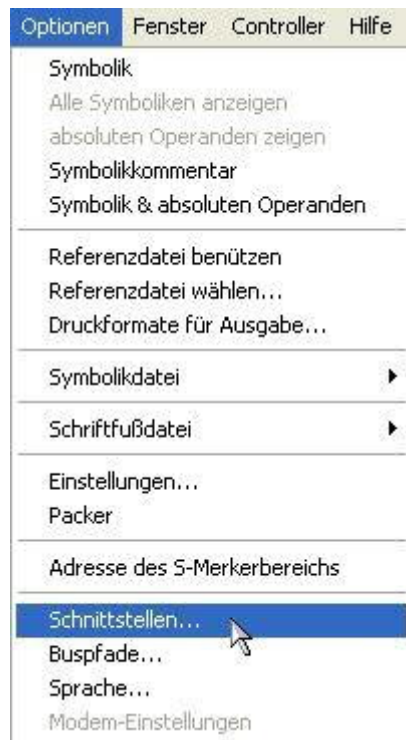 Optionen Fenster Controller Hilfe
Symbolik
Alle Symboliken anzeigen
absoluten Operanden zeigen
Symbolikkommentar
Symbolik & absoluten Operanden
Referenzdatei benützen
Referenzdatei wählen...
Druckformate für Ausgabe...
Symbolikdatei
Schriftfußdatei
Einstellungen...
Packer
Adresse des S-Merkerbereichs
Schnittstellen...
Buspfade...
Sprache...
Modem-Einstellungen